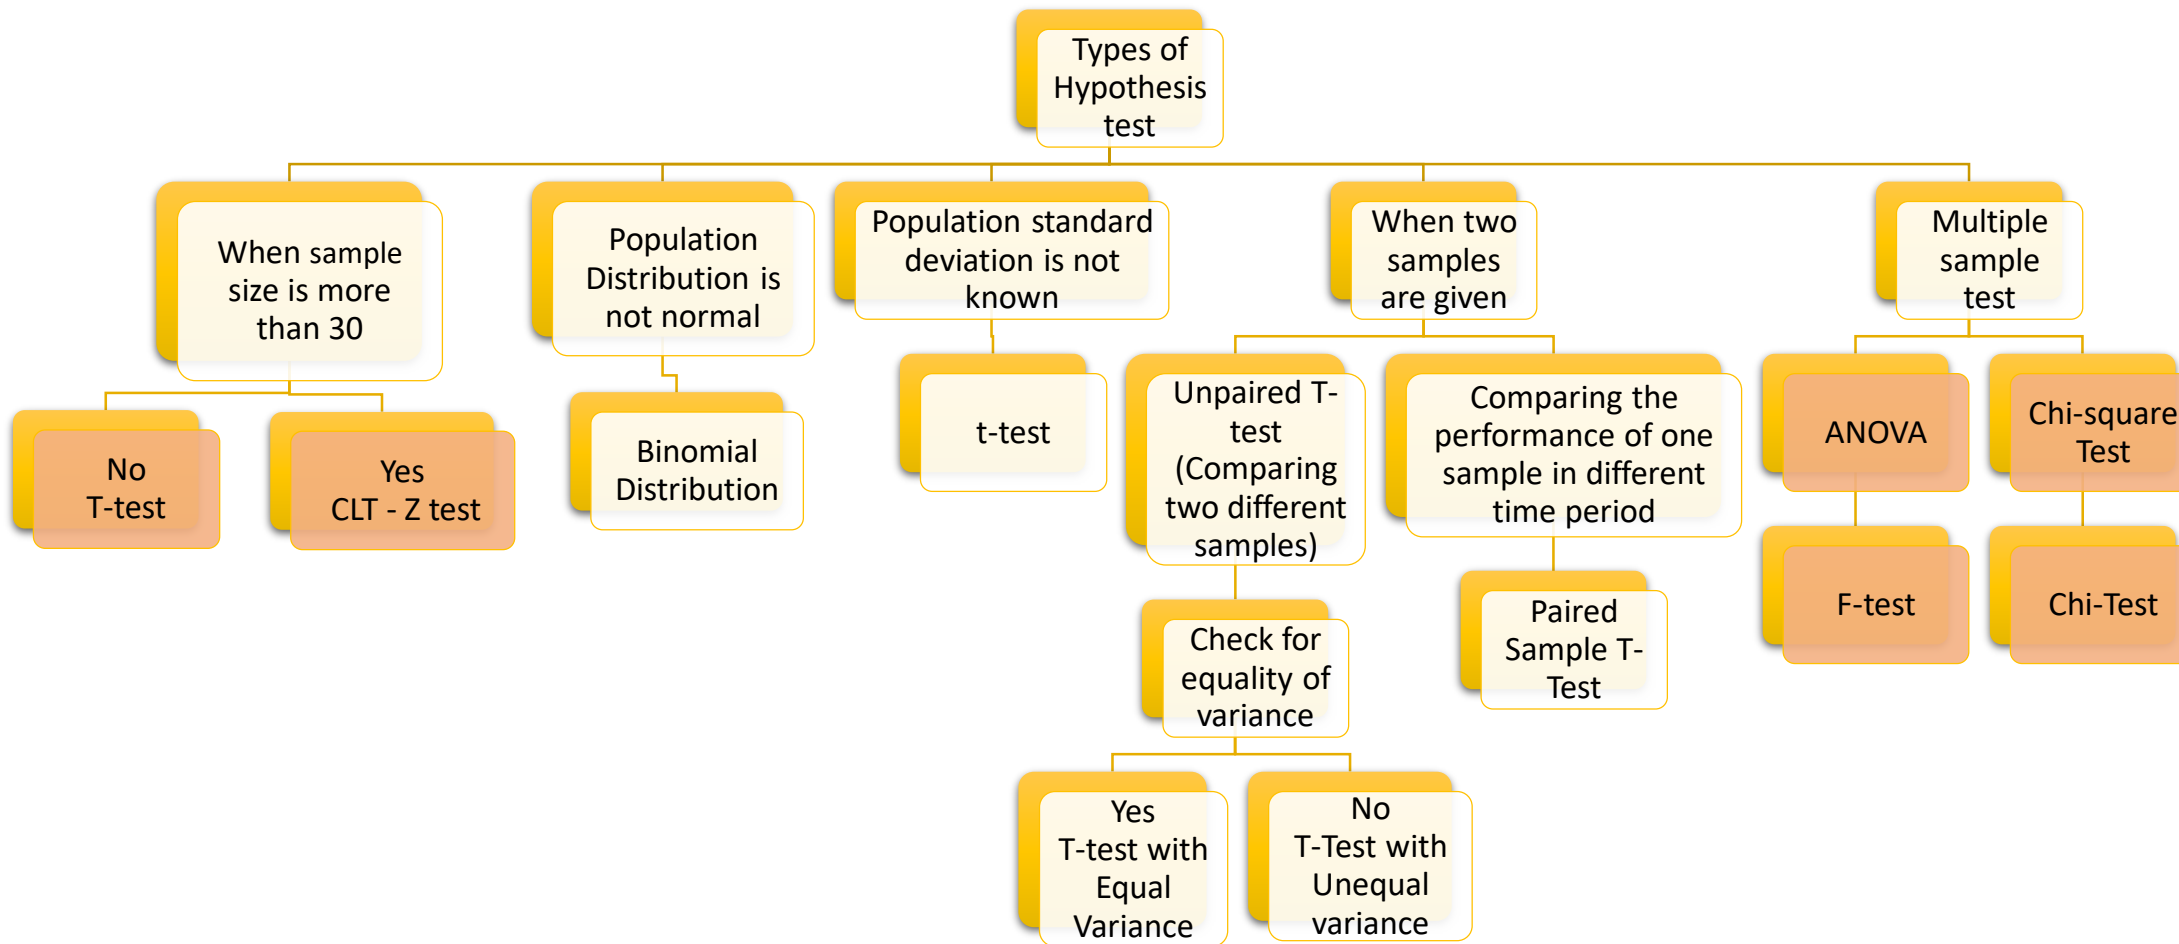 Types of
Hypothesis
test
When sample
size is more
than 30
Population
Distribution is
not normal
Population standard
deviation is not
known
When two
samples
are given
Multiple
sample
test
No
T-test
Yes
CLT - Z test
Binomial
Distribution
t-test
Unpaired T-
test
(Comparing
two different
samples)
Comparing the
performance of one
sample in different
time period
ANOVA
Chi-square
Test
Check for
equality of
variance
Paired
Sample T-
Test
F-test
Chi-Test
Yes
T-test with
Equal
Variance
No
T-Test with
Unequal
variance